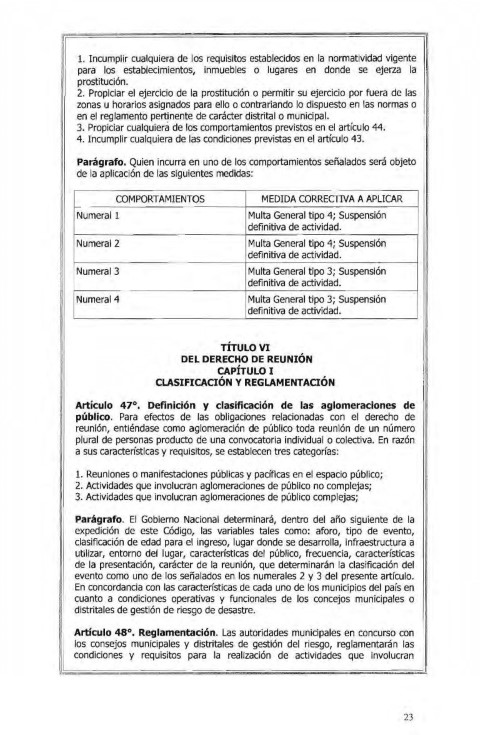 1. Incumplir cualquiera de los requisitos establecidos en la normatividad vigente
para los establecimientos, inmuebles o lugares en donde se ejerza la
prostitución.
2. Propiciar el ejercicio de la prostitución o permitir su ejercicio por fuera de las
zonas u horarios asignados para ello o contrariando lo dispuesto en las normas o
en el reglamento pertinente de carácter distrital o municipal.
3. Propiciar cualquiera de los comportamientos previstos en el artículo 44.
4. Incumplir cualquiera de las condiciones previstas en el artículo 43.
Parágrafo. Quien incurra en uno de los comportamientos señalados será objeto
de la aplicación de las siguientes medidas:
COMPORTAMIENTOS MEDIDA CORRECTIVA A APLICAR
Numeral 1 Multa General tipo 4; Suspensión
definitiva de actividad.
Numeral 2 Multa General tipo 4; Suspensión
definitiva de actividad.
Numeral 3 Multa General tipo 3; Suspensión
definitiva de actividad.
Numeral 4 Multa General tipo 3; Suspensión
definitiva de actividad.
TÍTULO VI
DEL DERECHO DE REUNIÓN
CAPÍTULO I
CLASIFICACIÓN Y REGLAMENTACIÓN
Artículo 47°. Definición y clasificación de las aglomeraciones de
público. Para efectos de las obligaciones relacionadas con el derecho de
reunión, entiéndase como aglomeración de público toda reunión de un número
plural de personas producto de una convocatoria individual o colectiva. En razón
a sus características y requisitos, se establecen tres categorías:
1. Reuniones o manifestaciones públicas y pacíficas en el espacio público;
2. Actividades que involucran aglomeraciones de público no complejas;
3. Actividades que involucran aglomeraciones de público complejas;
Parágrafo. El Gobierno Nacional determinará, dentro del año siguiente de la
expedición de este Código, las variables tales como: aforo, tipo de evento,
clasificación de edad para el ingreso, lugar donde se desarrolla, infraestructura a
utilizar, entorno del lugar, características del público, frecuencia, características
de la presentación, carácter de la reunión, que determinarán la clasificación del
evento como uno de los señalados en los numerales 2 y 3 del presente artículo.
En concordancia con las características de cada uno de los municipios del país en
cuanto a condiciones operativas y funcionales de los concejos municipales o
distritales de gestión de riesgo de desastre.
Artículo 48°. Reglamentación. Las autoridades municipales en concurso con
los consejos municipales y distritales de gestión del riesgo, reglamentarán las
condiciones y requisitos para la realización de actividades que involucran
23